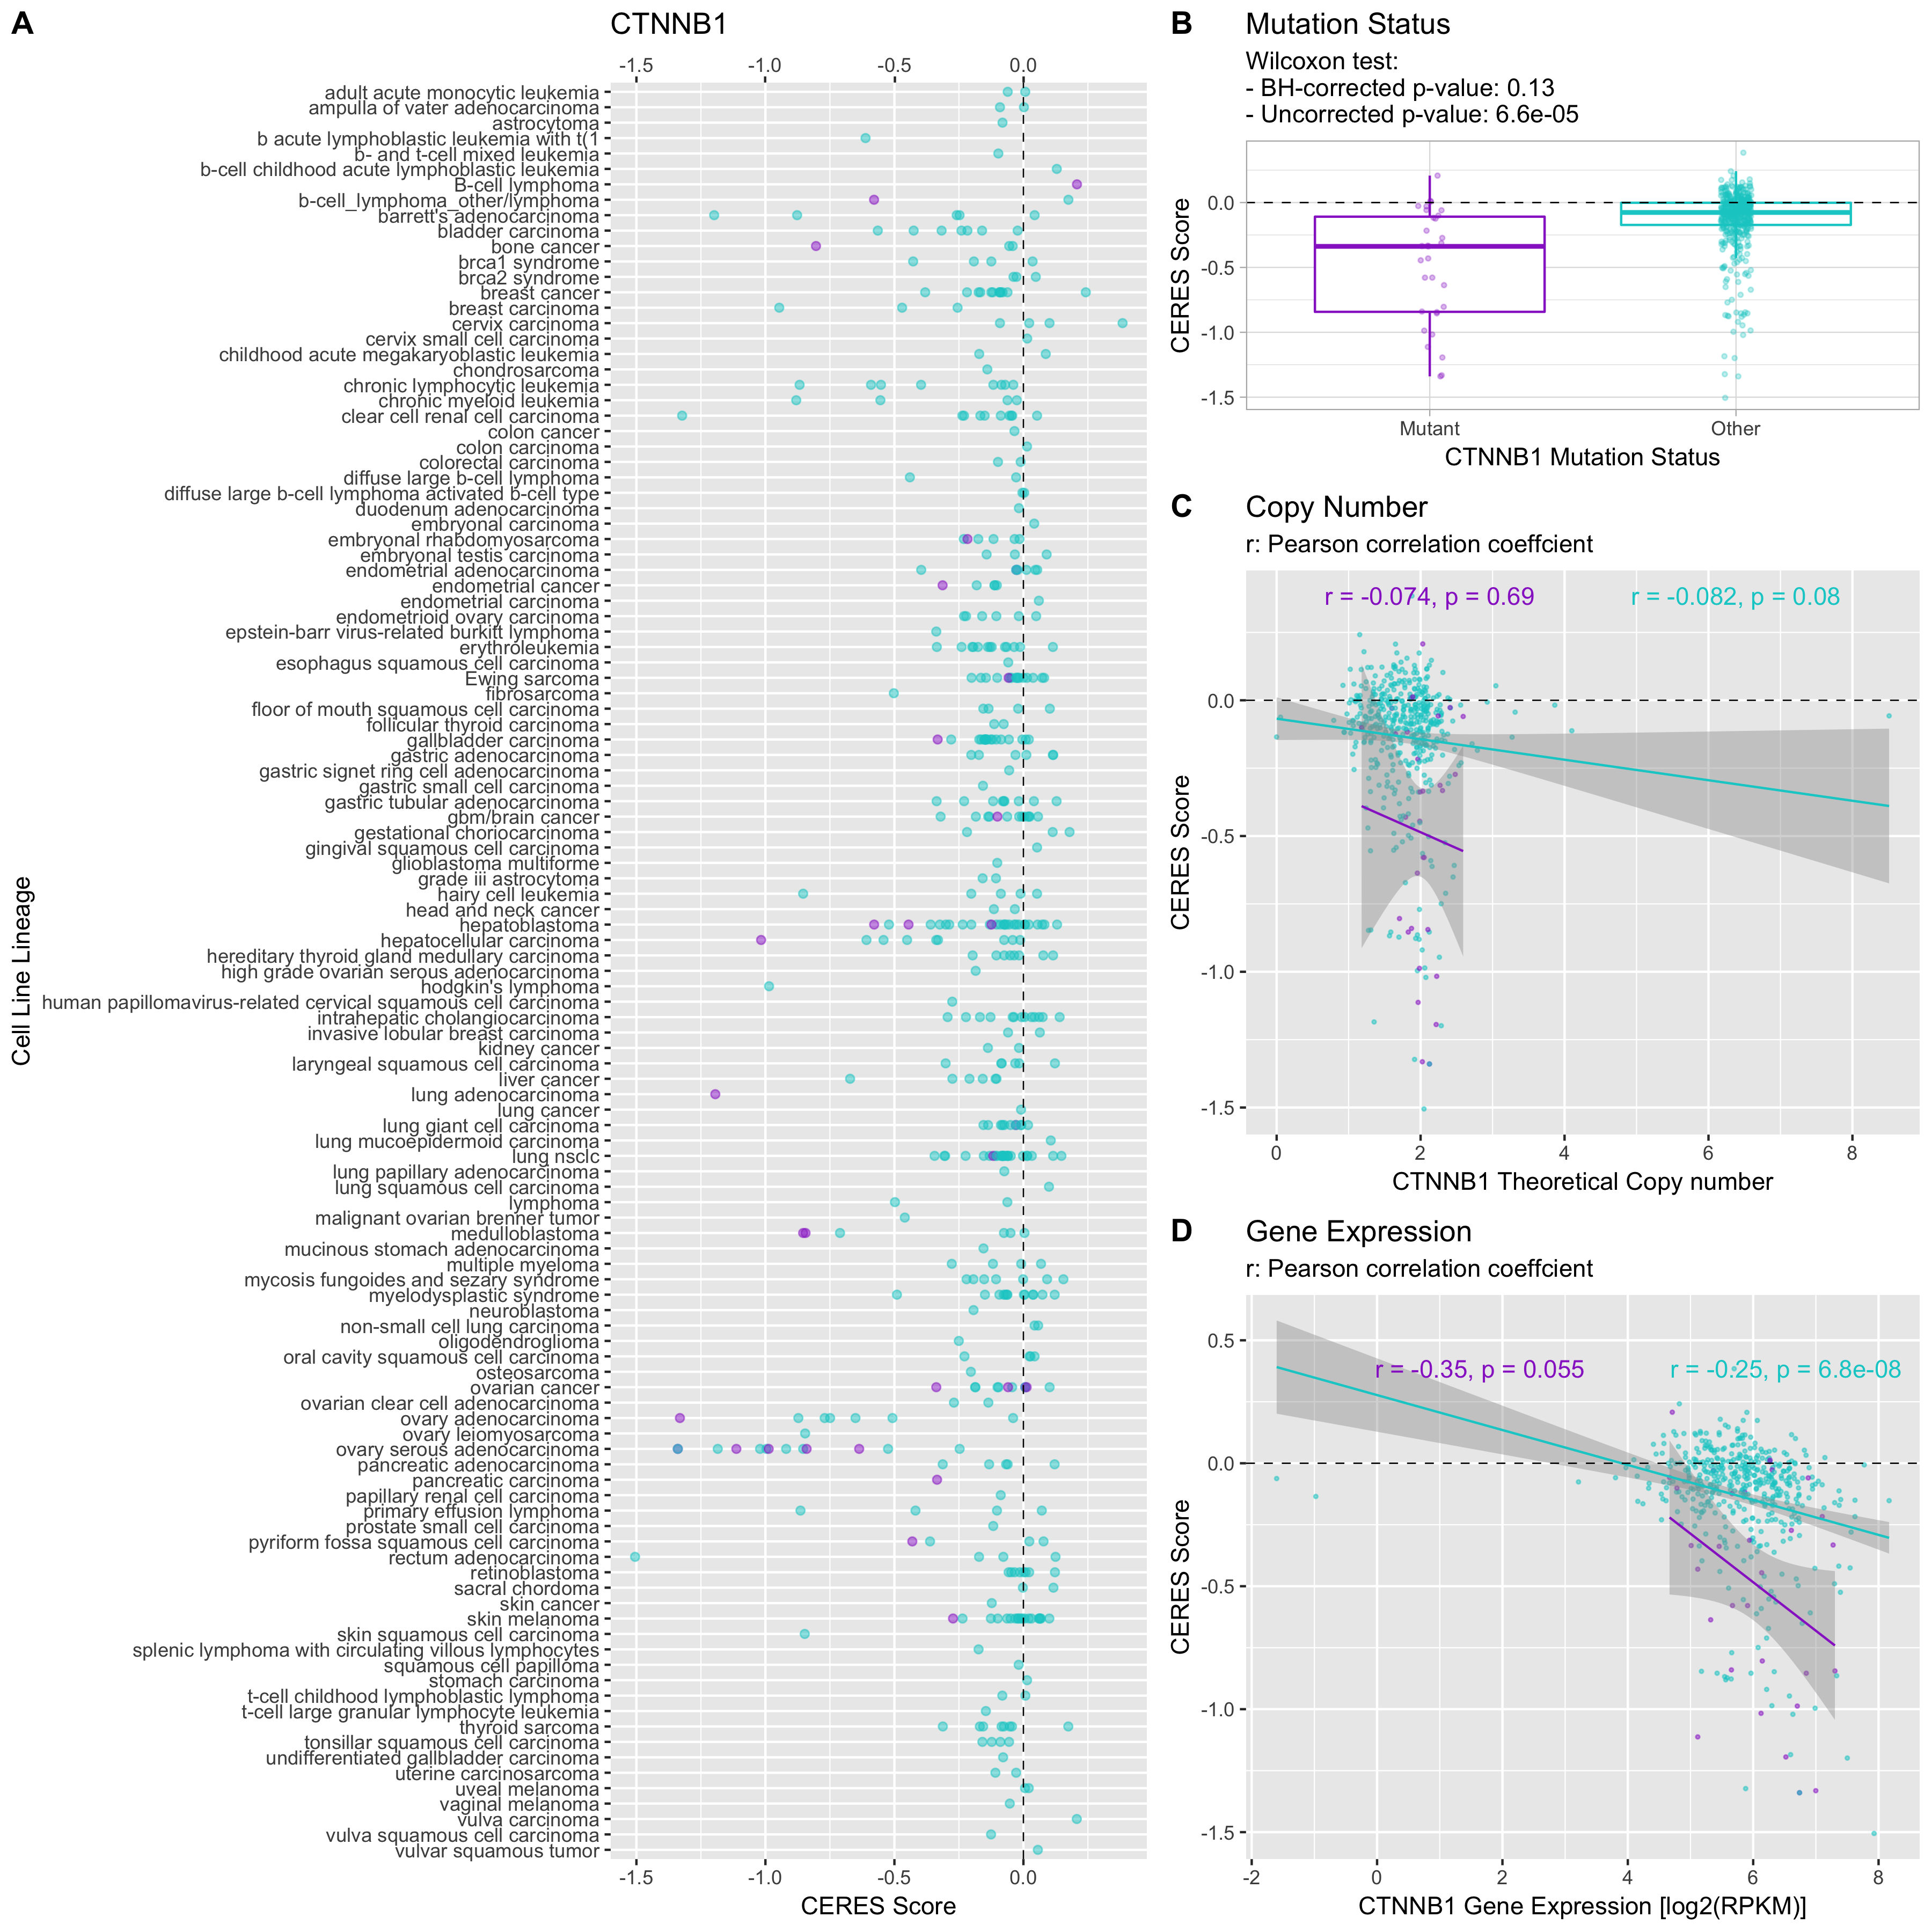 A
CTNNB1
-1.5 -1.0 -0.5 0.0
adult acute monocytic leukemia
ampulla of vater adenocarcinoma
astrocytoma
b acute lymphoblastic leukemia with t(1
b- and t-cell mixed leukemia
b-cell childhood acute lymphoblastic leukemia
B-cell lymphoma
b-cell_lymphoma_other/lymphoma
barrett's adenocarcinoma
bladder carcinoma
bone cancer
brca1 syndrome
brca2 syndrome
breast cancer
breast carcinoma
cervix carcinoma
cervix small cell carcinoma
childhood acute megakaryoblastic leukemia
chondrosarcoma
chronic lymphocytic leukemia
chronic myeloid leukemia
clear cell renal cell carcinoma
colon cancer
colon carcinoma
colorectal carcinoma
diffuse large b-cell lymphoma
diffuse large b-cell lymphoma activated b-cell type
duodenum adenocarcinoma
embryonal carcinoma
embryonal rhabdomyosarcoma
embryonal testis carcinoma
endometrial adenocarcinoma
endometrial cancer
endometrial carcinoma
endometrioid ovary carcinoma
epstein-barr virus-related burkitt lymphoma
erythroleukemia
esophagus squamous cell carcinoma
Ewing sarcoma
fibrosarcoma
floor of mouth squamous cell carcinoma
follicular thyroid carcinoma
gallbladder carcinoma
gastric adenocarcinoma
gastric signet ring cell adenocarcinoma
gastric small cell carcinoma
gastric tubular adenocarcinoma
gbm/brain cancer
gestational choriocarcinoma
gingival squamous cell carcinoma
glioblastoma multiforme
grade iii astrocytoma
hairy cell leukemia
head and neck cancer
hepatoblastoma
hepatocellular carcinoma
hereditary thyroid gland medullary carcinoma
high grade ovarian serous adenocarcinoma
hodgkin's lymphoma
human papillomavirus-related cervical squamous cell carcinoma
intrahepatic cholangiocarcinoma
invasive lobular breast carcinoma
kidney cancer
laryngeal squamous cell carcinoma
liver cancer
lung adenocarcinoma
lung cancer
lung giant cell carcinoma
lung mucoepidermoid carcinoma
lung nsclc
lung papillary adenocarcinoma
lung squamous cell carcinoma
lymphoma
malignant ovarian brenner tumor
medulloblastoma
mucinous stomach adenocarcinoma
multiple myeloma
mycosis fungoides and sezary syndrome
myelodysplastic syndrome
neuroblastoma
non-small cell lung carcinoma
oligodendroglioma
oral cavity squamous cell carcinoma
osteosarcoma
ovarian cancer
ovarian clear cell adenocarcinoma
ovary adenocarcinoma
ovary leiomyosarcoma
ovary serous adenocarcinoma
pancreatic adenocarcinoma
pancreatic carcinoma
papillary renal cell carcinoma
primary effusion lymphoma
prostate small cell carcinoma
pyriform fossa squamous cell carcinoma
rectum adenocarcinoma
retinoblastoma
sacral chordoma
skin cancer
skin melanoma
skin squamous cell carcinoma
splenic lymphoma with circulating villous lymphocytes
squamous cell papilloma
stomach carcinoma
t-cell childhood lymphoblastic lymphoma
t-cell large granular lymphocyte leukemia
thyroid sarcoma
tonsillar squamous cell carcinoma
undifferentiated gallbladder carcinoma
uterine carcinosarcoma
uveal melanoma
vaginal melanoma
vulva carcinoma
vulva squamous cell carcinoma
vulvar squamous tumor
-1.5 -1.0 -0.5 0.0
CERES Score
Cell Line Lineage
B
Mutation Status
Wilcoxon test:
- BH-corrected p-value: 0.13
- Uncorrected p-value: 6.6e-05
0.0
-0.5
-1.0
-1.5
CERES Score
Mutant Other
CTNNB1 Mutation Status
C
Copy Number
r: Pearson correlation coeffcient
r = -0.074, p = 0.69 r = -0.082, p = 0.08
0.0
-0.5
-1.0
-1.5
CERES Score
0 2 4 6 8
CTNNB1 Theoretical Copy number
D
Gene Expression
r: Pearson correlation coeffcient
r = -0.35, p = 0.055 r = -0.25, p = 6.8e-08
0.5
0.0
-0.5
-1.0
-1.5
CERES Score
-2 0 2 4 6 8
CTNNB1 Gene Expression [log2(RPKM)]